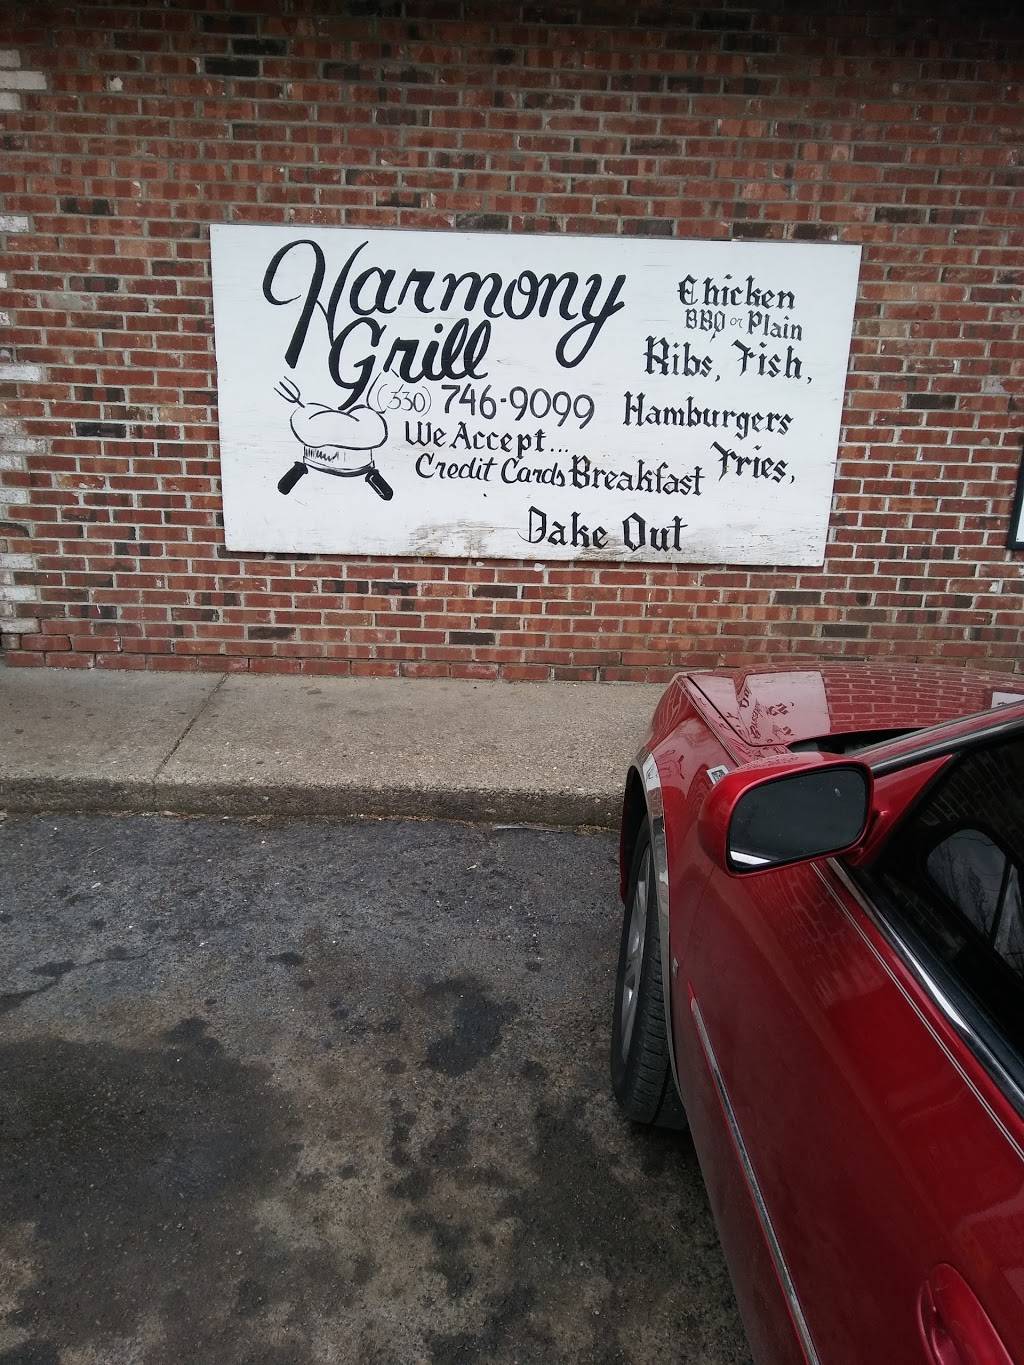 Harmony
Grill
(330) 746-9099
We Accept...
Credit Cards
Chicken
BBQ or Plain
Ribs, Fish,
Hamburgers
Fries,
Breakfast
Take Out